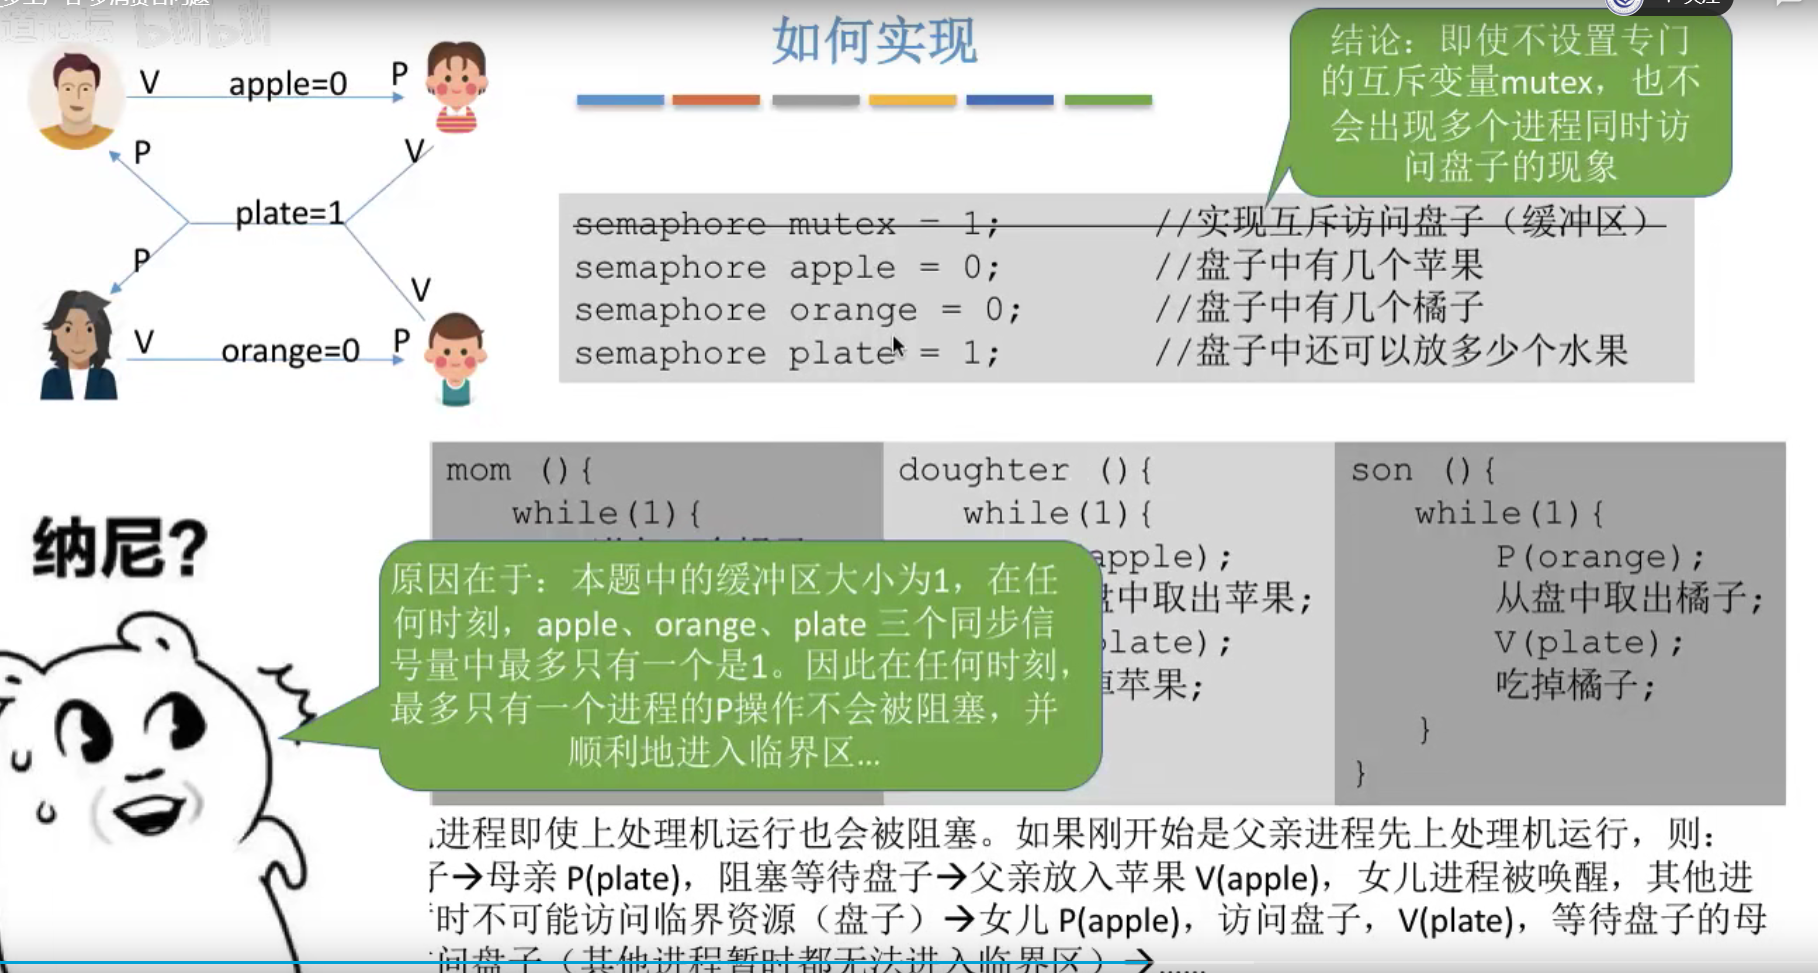 如何实现
结论：即使不设置专门
的互斥变量mutex，也不
会出现多个进程同时访
问盘子的现象
V apple=0 P
P V
plate=1
P V
V orange=0 P
semaphore mutex = 1; //实现互斥访问盘子（缓冲区）
semaphore apple = 0; //盘子中有几个苹果
semaphore orange = 0; //盘子中有几个橘子
semaphore plate = 1; //盘子中还可以放多少个水果
mom (){
while(1){
doughter (){
while(1){
apple);
盘中取出苹果;
plate);
苹果;
son (){
while(1){
P(orange);
从盘中取出橘子;
V(plate);
吃掉橘子;
}
}
纳尼?
原因在于：本题中的缓冲区大小为1，在任
何时刻，apple、orange、plate 三个同步信
号量中最多只有一个是1。因此在任何时刻，
最多只有一个进程的P操作不会被阻塞，并
顺利地进入临界区...
进程即使上处理机运行也会被阻塞。如果刚开始是父亲进程先上处理机运行，则：
子→母亲 P(plate)，阻塞等待盘子→父亲放入苹果 V(apple)，女儿进程被唤醒，其他进
时不可能访问临界资源（盘子）→女儿 P(apple)，访问盘子，V(plate)，等待盘子的母
问盘子（其他进程暂时都无法进入临界区）→......